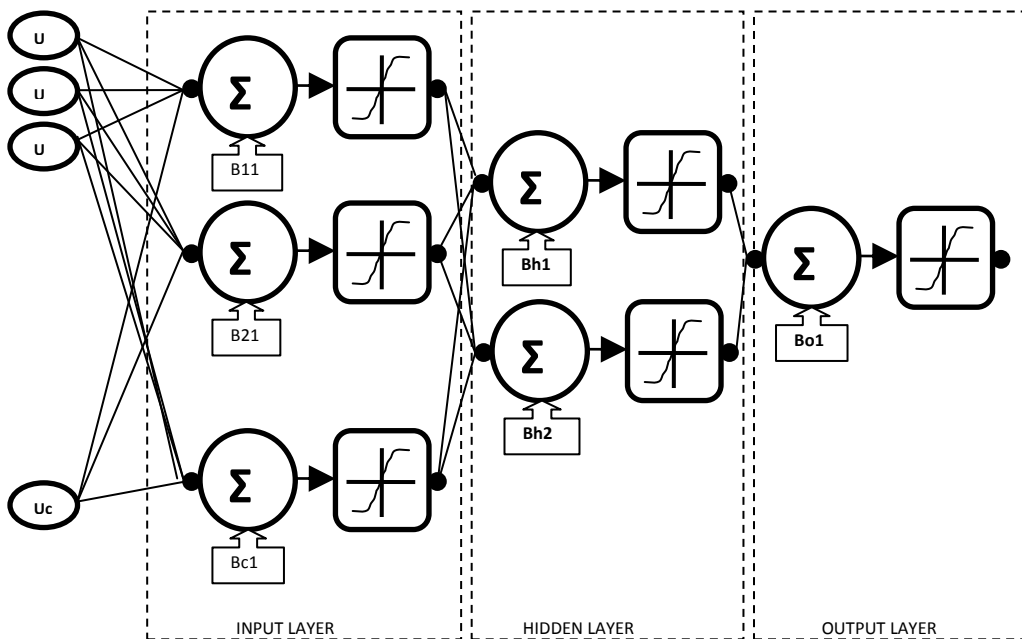 U
U
U
Uc
Σ
B11
Σ
B21
Σ
Bc1
INPUT LAYER
Σ
Bh1
Σ
Bh2
HIDDEN LAYER
Σ
Bo1
OUTPUT LAYER